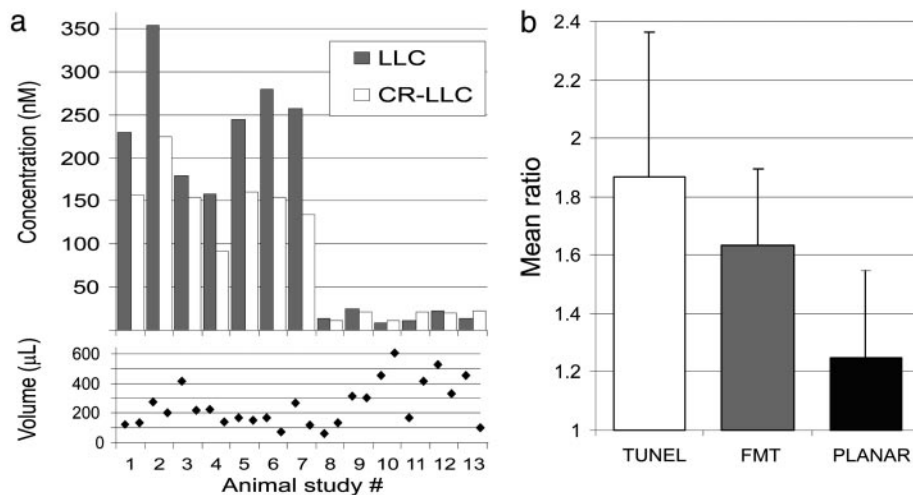 a
LLC
CR-LLC
Concentration (nM)
350
300
250
200
150
100
50
Volume (µL)
600
400
200
0
1 2 3 4 5 6 7 8 9 10 11 12 13
Animal study #
b
Mean ratio
2.4
2.2
2
1.8
1.6
1.4
1.2
1
TUNEL FMT PLANAR